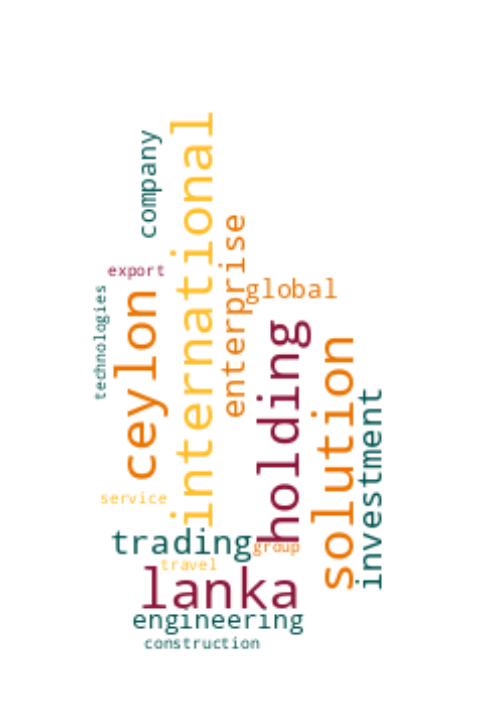 international
company
enterprise
export
global
technologies
ceylon
holding
solution
investment
service
trading
group
travel
lanka
engineering
construction